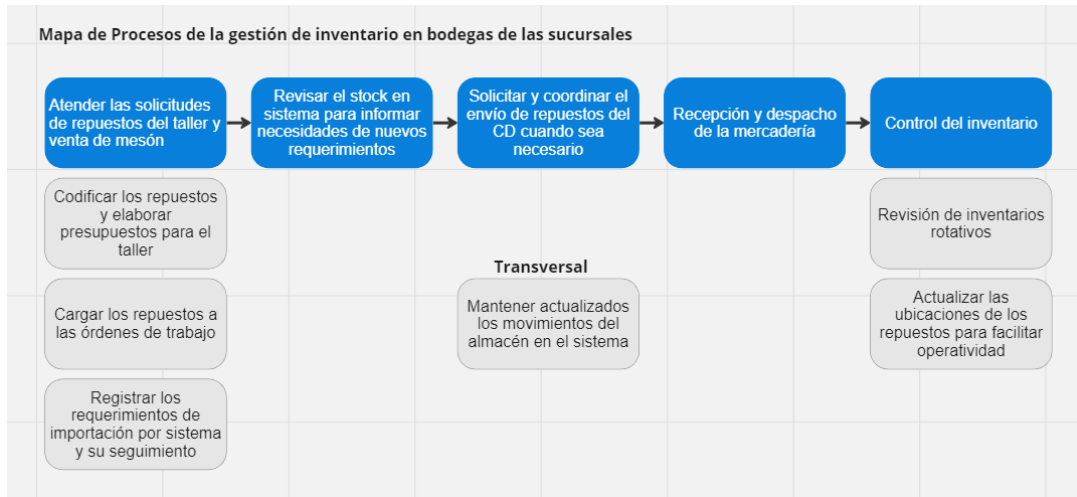 Mapa de Procesos de la gestión de inventario en bodegas de las sucursales
Atender las solicitudes
de repuestos del taller y
venta de mesón
Revisar el stock en
sistema para informar
necesidades de nuevos
requerimientos
Solicitar y coordinar el
envío de repuestos del
CD cuando sea
necesario
Recepción y despacho
de la mercadería
Control del inventario
Codificar los repuestos
y elaborar
presupuestos para el
taller
Cargar los repuestos a
las órdenes de trabajo
Registrar los
requerimientos de
importación por sistema
y su seguimiento
Transversal
Mantener actualizados
los movimientos del
almacén en el sistema
Revisión de inventarios
rotativos
Actualizar las
ubicaciones de los
repuestos para facilitar
operatividad